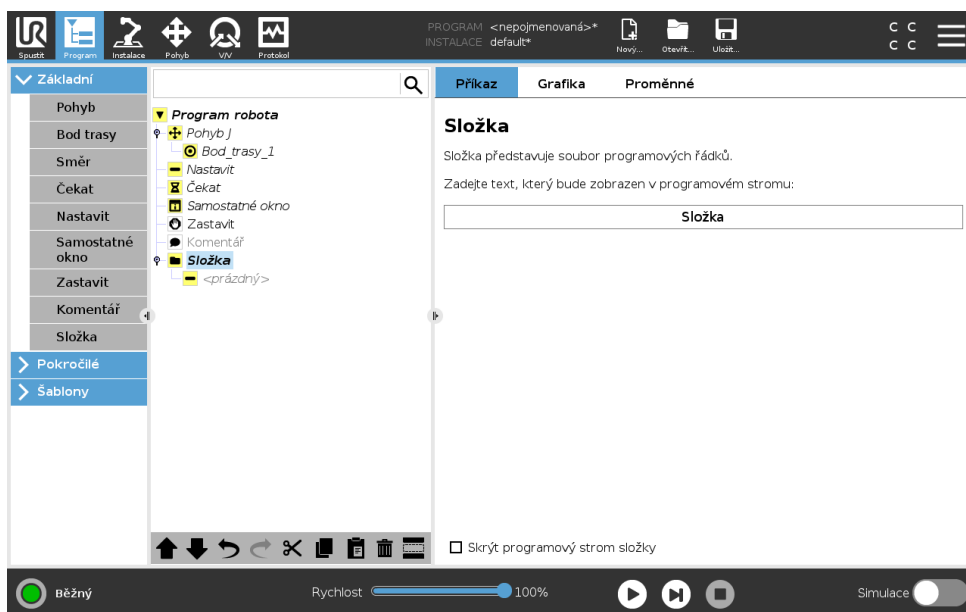 UR
Spustit
Program
Instalace
Pohyb
V/V
Protokol
PROGRAM <nepojmenovaná>*
INSTALACE default*
Nový...
Otevřít...
Uložit...
C C
C C
Základní
Pohyb
Bod trasy
Směr
Čekat
Nastavit
Samostatné
okno
Zastavit
Komentář
Složka
Pokročilé
Šablony
Program robota
Pohyb J
Bod_trasy_1
Nastavit
Čekat
Samostatné okno
Zastavit
Komentář
Složka
<prázdný>
Příkaz
Grafika
Proměnné
Složka
Složka představuje soubor programových řádků.
Zadejte text, který bude zobrazen v programovém stromu:
Složka
Skrýt programový strom složky
Běžný
Rychlost
100%
Simulace